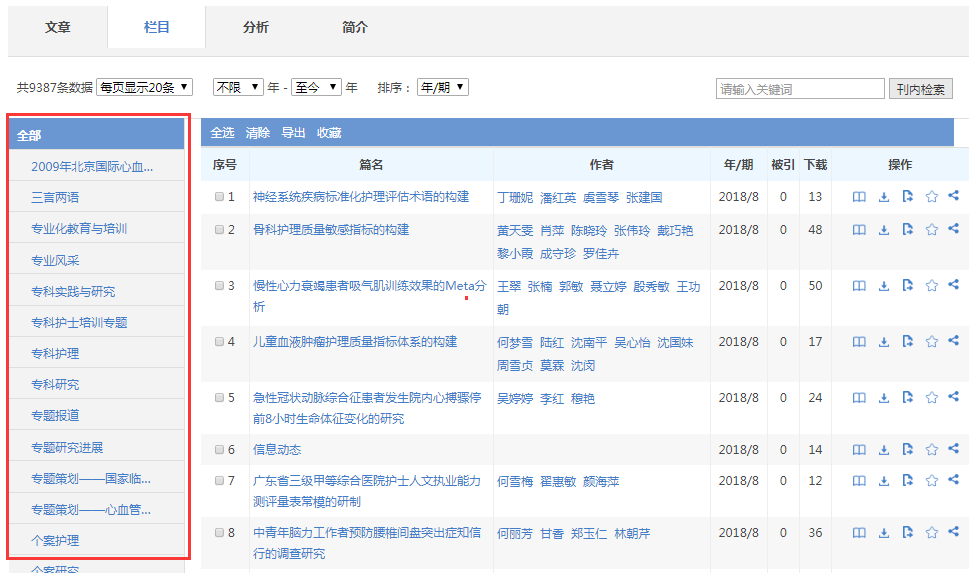 文章 栏目 分析 简介
共9387条数据 每页显示20条 不限 年 - 至今 年 排序： 年/期 请输入关键词 刊内检索
全部
2009年北京国际心血...
三言两语
专业化教育与培训
专业风采
专科实践与研究
专科护士培训专题
专科护理
专科研究
专题报道
专题研究进展
专题策划——国家临...
专题策划——心血管...
个案护理
个案研究
全选 清除 导出 收藏
序号 篇名 作者 年/期 被引 下载 操作
1 神经系统疾病标准化护理评估术语的构建 丁珊妮 潘红英 虞雪琴 张建国 2018/8 0 13
2 骨科护理质量敏感指标的构建 黄天雯 肖萍 陈晓玲 张伟玲 戴巧艳 2018/8 0 48
黎小霞 成守珍 罗佳卉
3 慢性心力衰竭患者吸气肌训练效果的Meta分 王翠 张楠 郭敏 聂立婷 殷秀敏 王功 2018/8 0 50
析 朝
4 儿童血液肿瘤护理质量指标体系的构建 何梦雪 陆红 沈南平 吴心怡 沈国妹 2018/8 0 17
周雪贞 莫霖 沈闵
5 急性冠状动脉综合征患者发生院内心搏骤停 吴婷婷 李红 穆艳 2018/8 0 24
前8小时生命体征变化的研究
6 信息动态 2018/8 0 14
7 广东省三级甲等综合医院护士人文执业能力 何雪梅 翟惠敏 颜海萍 2018/8 0 12
测评量表常模的研制
8 中青年脑力工作者预防腰椎间盘突出症知信 何丽芳 甘香 郑玉仁 林朝芹 2018/8 0 36
行的调查研究